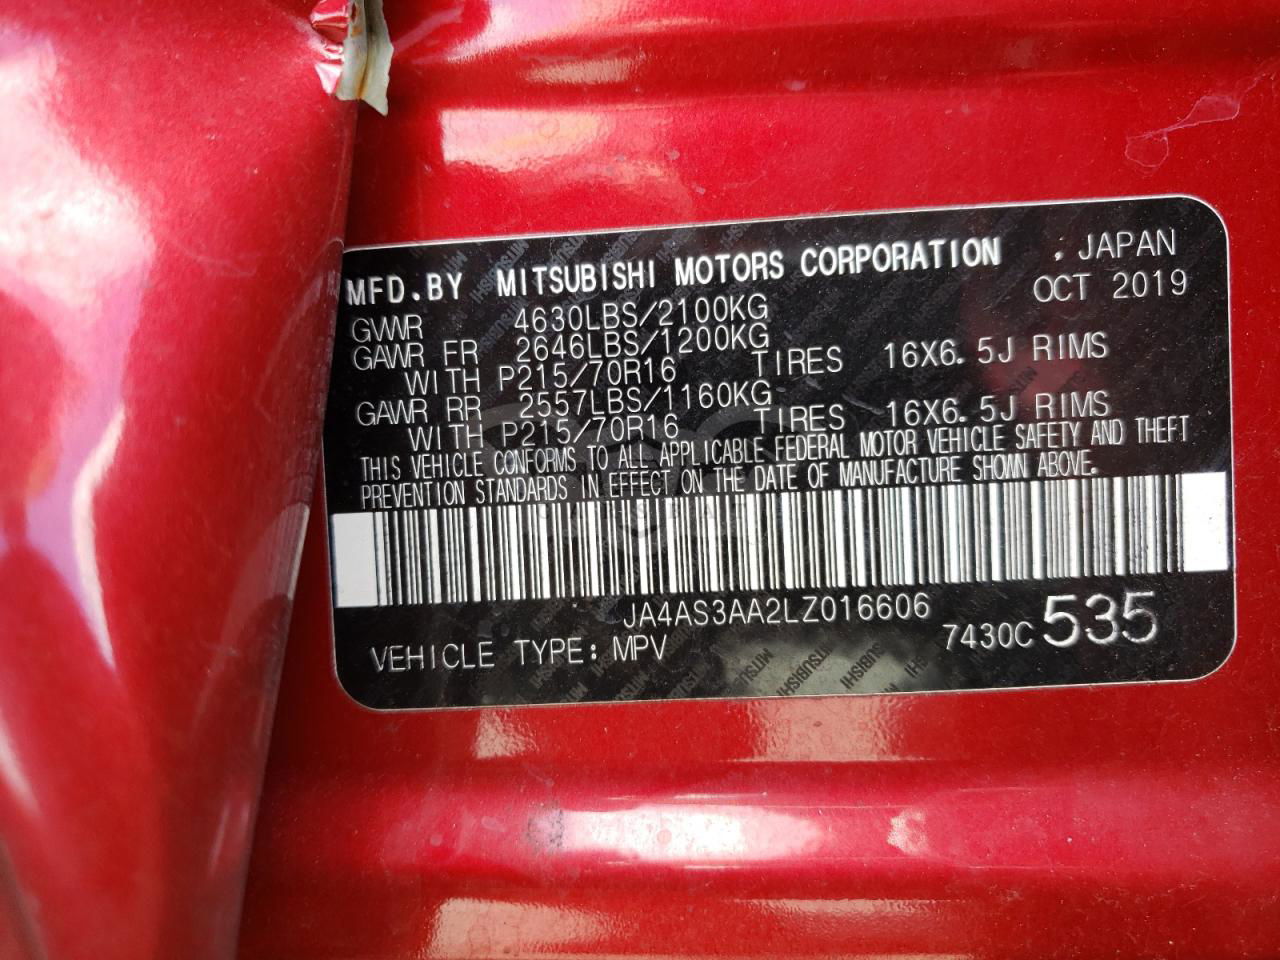 MFD.BY MITSUBISHI MOTORS CORPORATION , JAPAN
OCT 2019
GVWR 4630LBS/2100KG
GAWR FR 2646LBS/1200KG
WITH P215/70R16 TIRES 16X6.5J RIMS
GAWR RR 2557LBS/1160KG
WITH P215/70R16 TIRES 16X6.5J RIMS
THIS VEHICLE CONFORMS TO ALL APPLICABLE FEDERAL MOTOR VEHICLE SAFETY AND THEFT
PREVENTION STANDARDS IN EFFECT ON THE DATE OF MANUFACTURE SHOWN ABOVE.
JA4AS3AA2LZ016606
7430C 535
VEHICLE TYPE: MPV